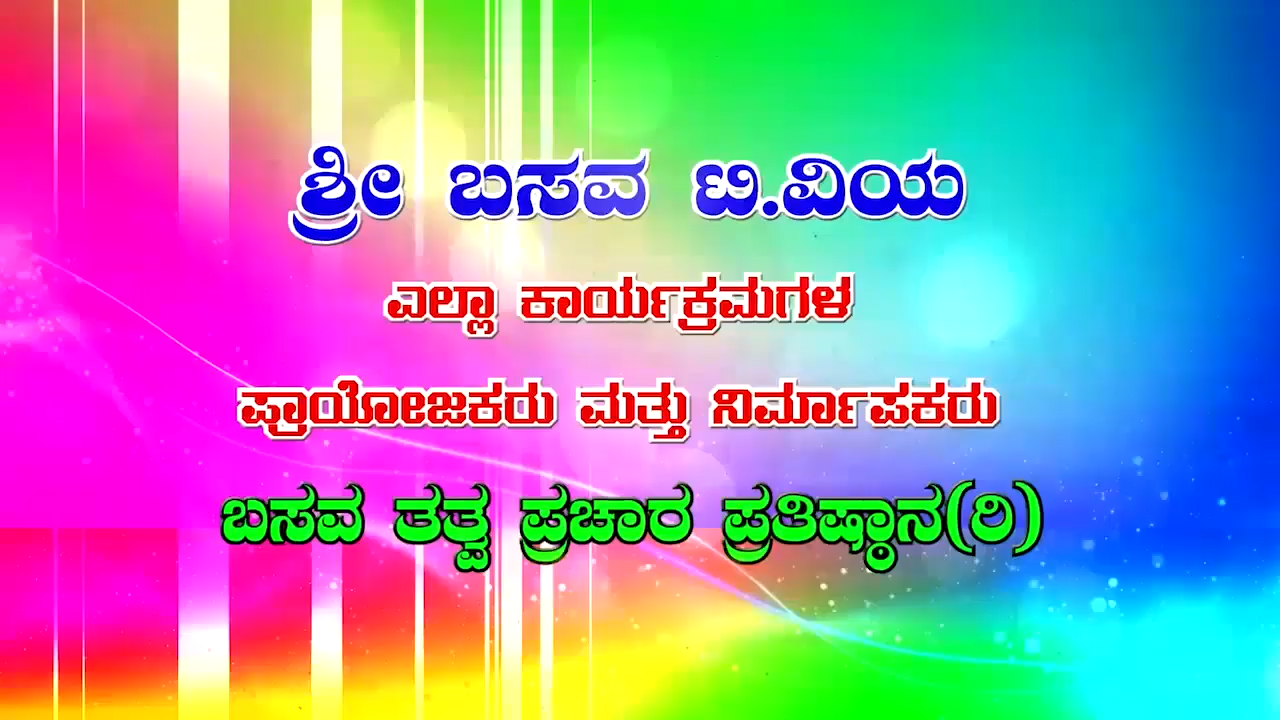 ಶ್ರೀ ಬಸವ ಟಿ.ವಿಯ
ಎಲ್ಲಾ ಕಾರ್ಯಕ್ರಮಗಳ
ಪ್ರಾಯೋಜಕರು ಮತ್ತು ನಿರ್ಮಾಪಕರು
ಬಸವ ತತ್ವ ಪ್ರಚಾರ ಪ್ರತಿಷ್ಠಾನ(ರಿ)